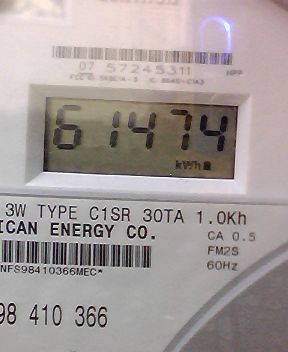 07 57245311 HPP
61474
kWh
3W TYPE C1SR 30TA 1.0Kh
ICAN ENERGY CO.
CA 0.5
FM2S
60Hz
NFS98410366MEC*
98 410 366